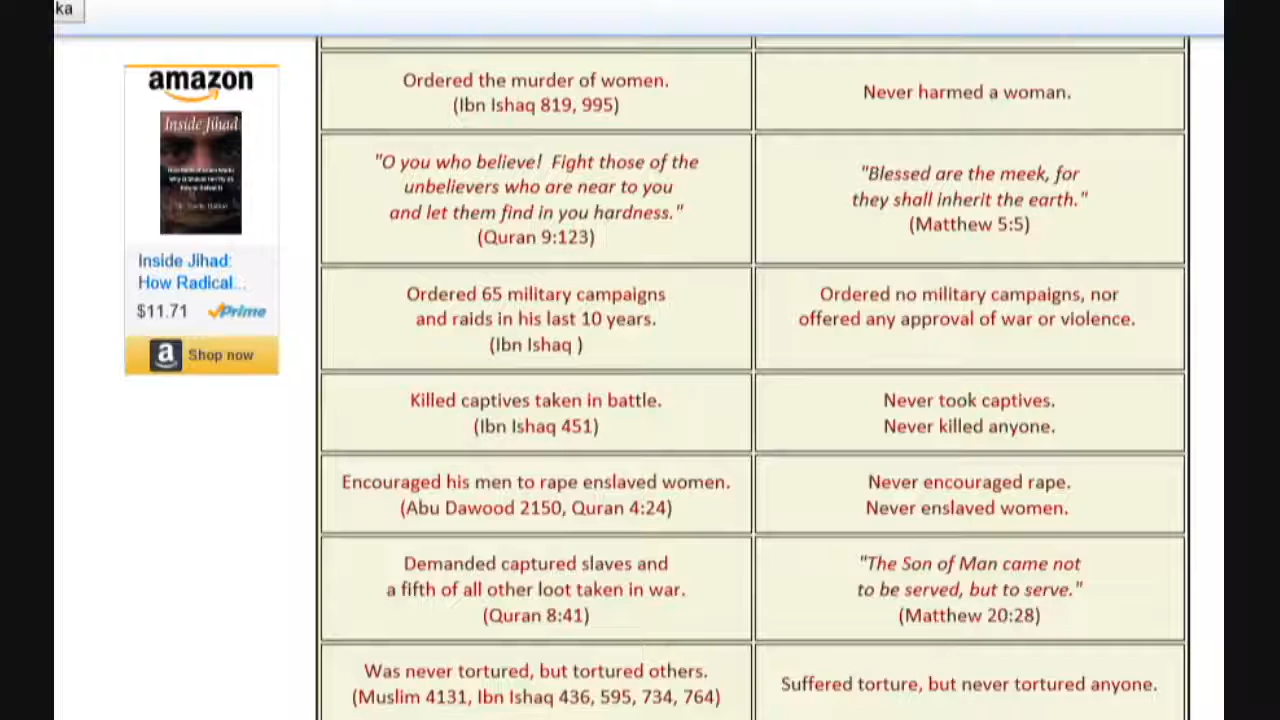 ka
amazon
Inside Jihad
Inside Jihad:
How Radical...
$11.71 Prime
a Shop now
Ordered the murder of women.
(Ibn Ishaq 819, 995)
Never harmed a woman.
"O you who believe! Fight those of the
unbelievers who are near to you
and let them find in you hardness."
(Quran 9:123)
"Blessed are the meek, for
they shall inherit the earth."
(Matthew 5:5)
Ordered 65 military campaigns
and raids in his last 10 years.
(Ibn Ishaq )
Ordered no military campaigns, nor
offered any approval of war or violence.
Killed captives taken in battle.
(Ibn Ishaq 451)
Never took captives.
Never killed anyone.
Encouraged his men to rape enslaved women.
(Abu Dawood 2150, Quran 4:24)
Never encouraged rape.
Never enslaved women.
Demanded captured slaves and
a fifth of all other loot taken in war.
(Quran 8:41)
"The Son of Man came not
to be served, but to serve."
(Matthew 20:28)
Was never tortured, but tortured others.
(Muslim 4131, Ibn Ishaq 436, 595, 734, 764)
Suffered torture, but never tortured anyone.